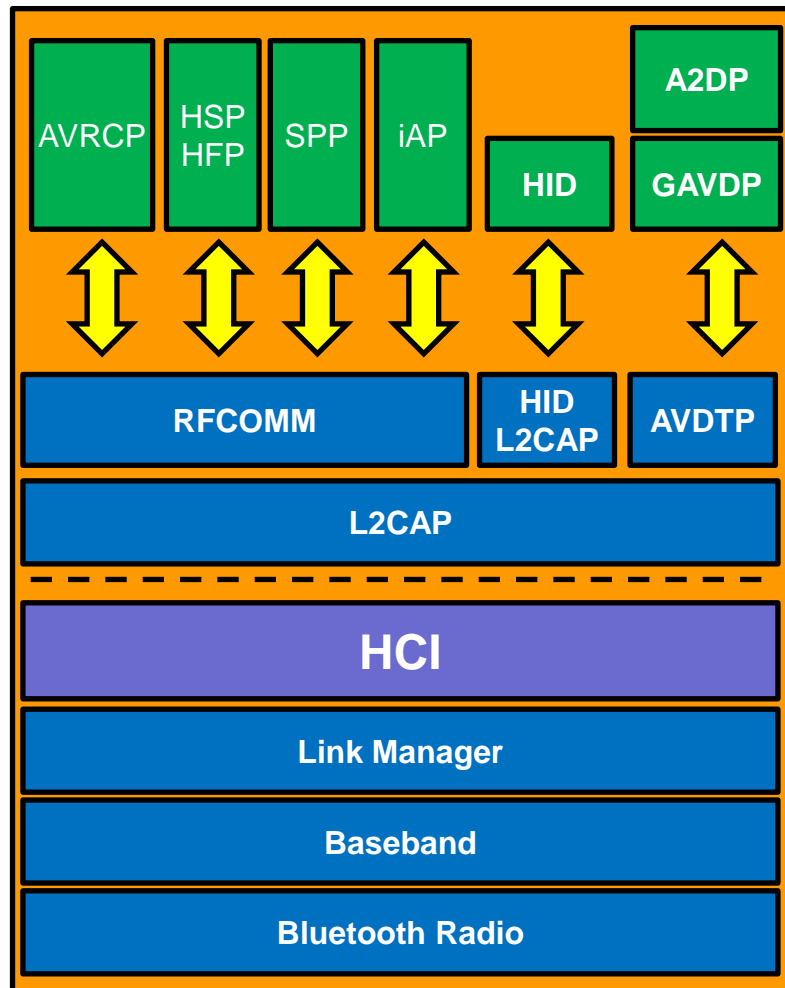 AVRCP
HSP
HFP
SPP
iAP
HID
A2DP
GAVDP
RFCOMM
HID
L2CAP
AVDTP
L2CAP
HCI
Link Manager
Baseband
Bluetooth Radio